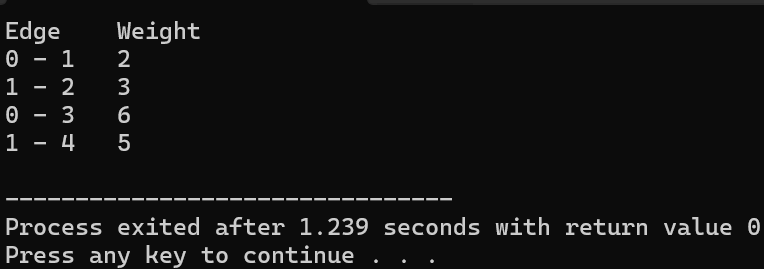 Edge    Weight
0 - 1   2
1 - 2   3
0 - 3   6
1 - 4   5
--------------------------------
Process exited after 1.239 seconds with return value 0
Press any key to continue . . .